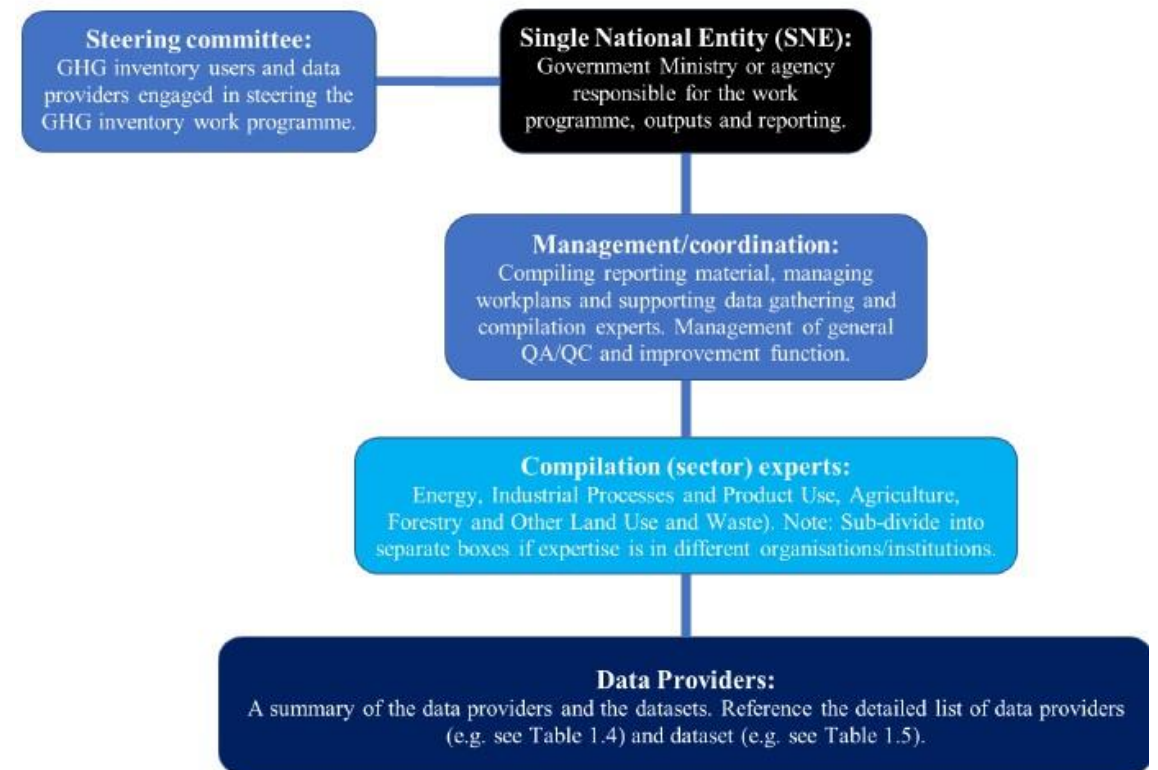 Steering committee:
GHG inventory users and data
providers engaged in steering the
GHG inventory work programme.
Single National Entity (SNE):
Government Ministry or agency
responsible for the work
programme, outputs and reporting.
Management/coordination:
Compiling reporting material, managing
workplans and supporting data gathering and
compilation experts. Management of general
QA/QC and improvement function.
Compilation (sector) experts:
Energy, Industrial Processes and Product Use, Agriculture,
Forestry and Other Land Use and Waste). Note: Sub-divide into
separate boxes if expertise is in different organisations/institutions.
Data Providers:
A summary of the data providers and the datasets. Reference the detailed list of data providers
(e.g. see Table 1.4) and dataset (e.g. see Table 1.5).